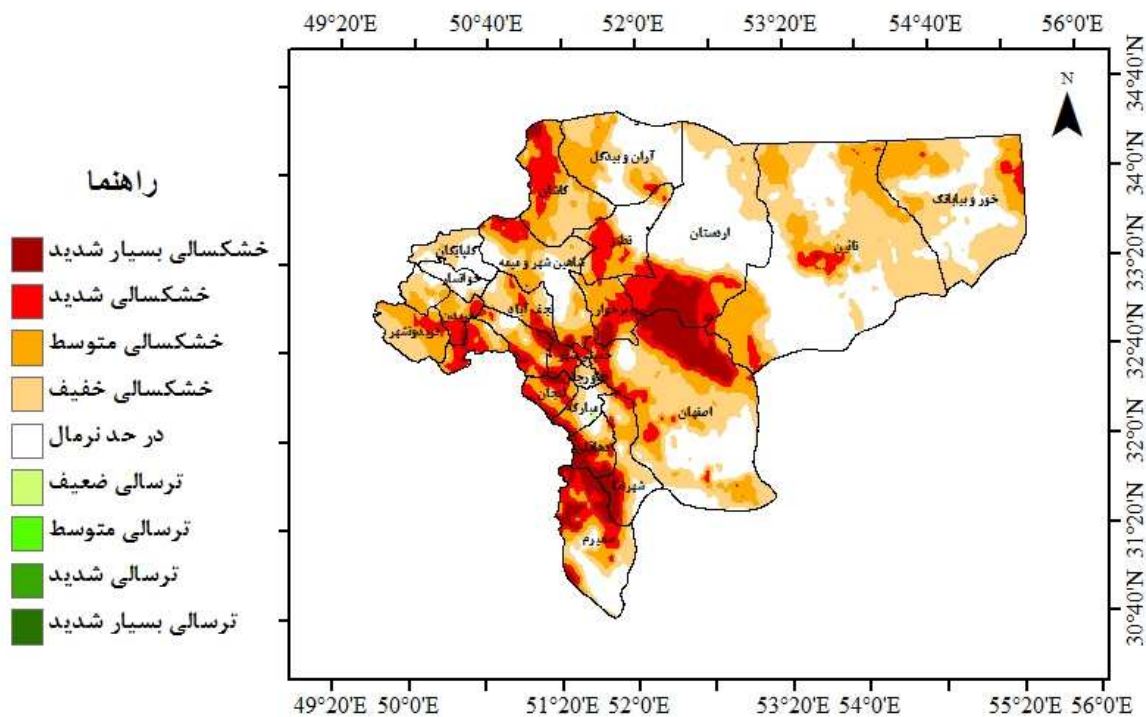 49°20'E 50°40'E 52°0'E 53°20'E 54°40'E 56°0'E
N
34°40'N
34°0'N
33°20'N
32°40'N
32°0'N
31°20'N
30°40'N
راهنما
خشکسالی بسیار شدید
خشکسالی شدید
خشکسالی متوسط
خشکسالی خفیف
در حد نرمال
ترسالی ضعیف
ترسالی متوسط
ترسالی شدید
ترسالی بسیار شدید
آران و بیدگل
کاشان
خور و بیابانک
اردستان
نائین
نطنز
گلپایگان
شاهین شهر و میمه
خوانسار
نجف آباد
فریدونشهر
لنجان
مبارکه
اصفهان
شهرضا
سمیرم
49°20'E 50°0'E 51°20'E 52°0'E 53°20'E 54°0'E 55°20'E 56°0'E